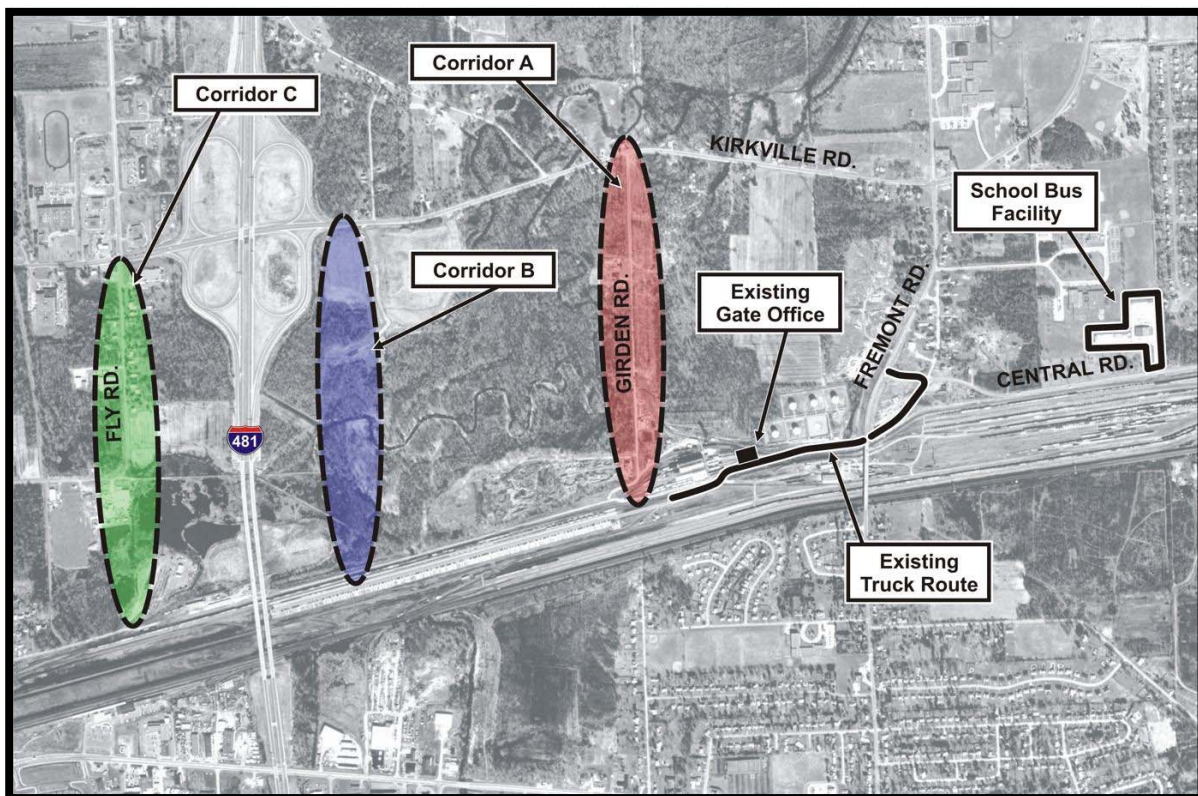 Corridor A
Corridor C
KIRKVILLE RD.
School Bus
Facility
Corridor B
Existing
Gate Office
FREMONT RD.
GIRDEN RD.
FLY RD.
CENTRAL RD.
481
Existing
Truck Route